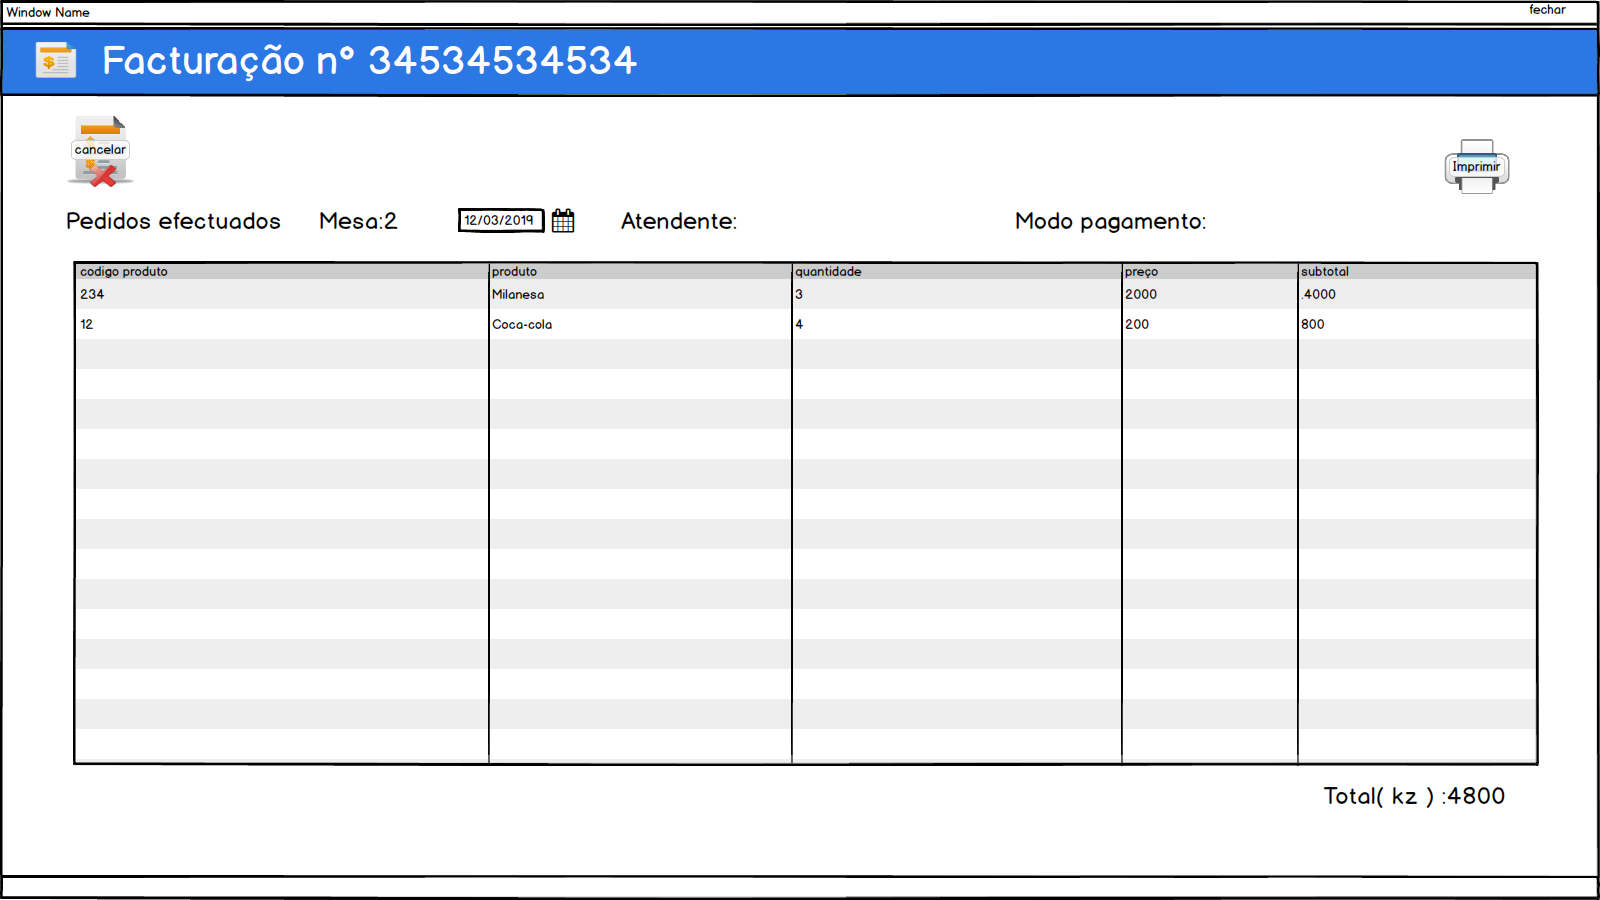 Window Name
fechar
Facturação nº 34534534534
cancelar
Imprimir
Pedidos efectuados Mesa:2 12/03/2019 Atendente: Modo pagamento:
codigo produto produto quantidade preço subtotal
234 Milanesa 3 2000 .4000
12 Coca-cola 4 200 800
Total( kz ) :4800